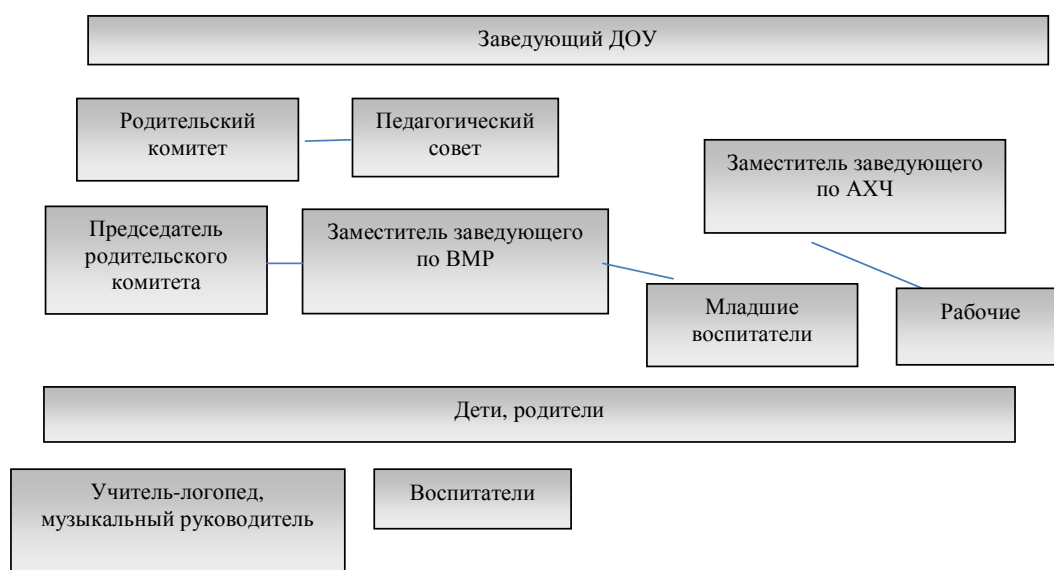 Заведующий ДОУ
Родительский
комитет
Педагогический
совет
Заместитель заведующего
по АХЧ
Председатель
родительского
комитета
Заместитель заведующего
по ВМР
Младшие
воспитатели
Рабочие
Дети, родители
Учитель-логопед,
музыкальный руководитель
Воспитатели